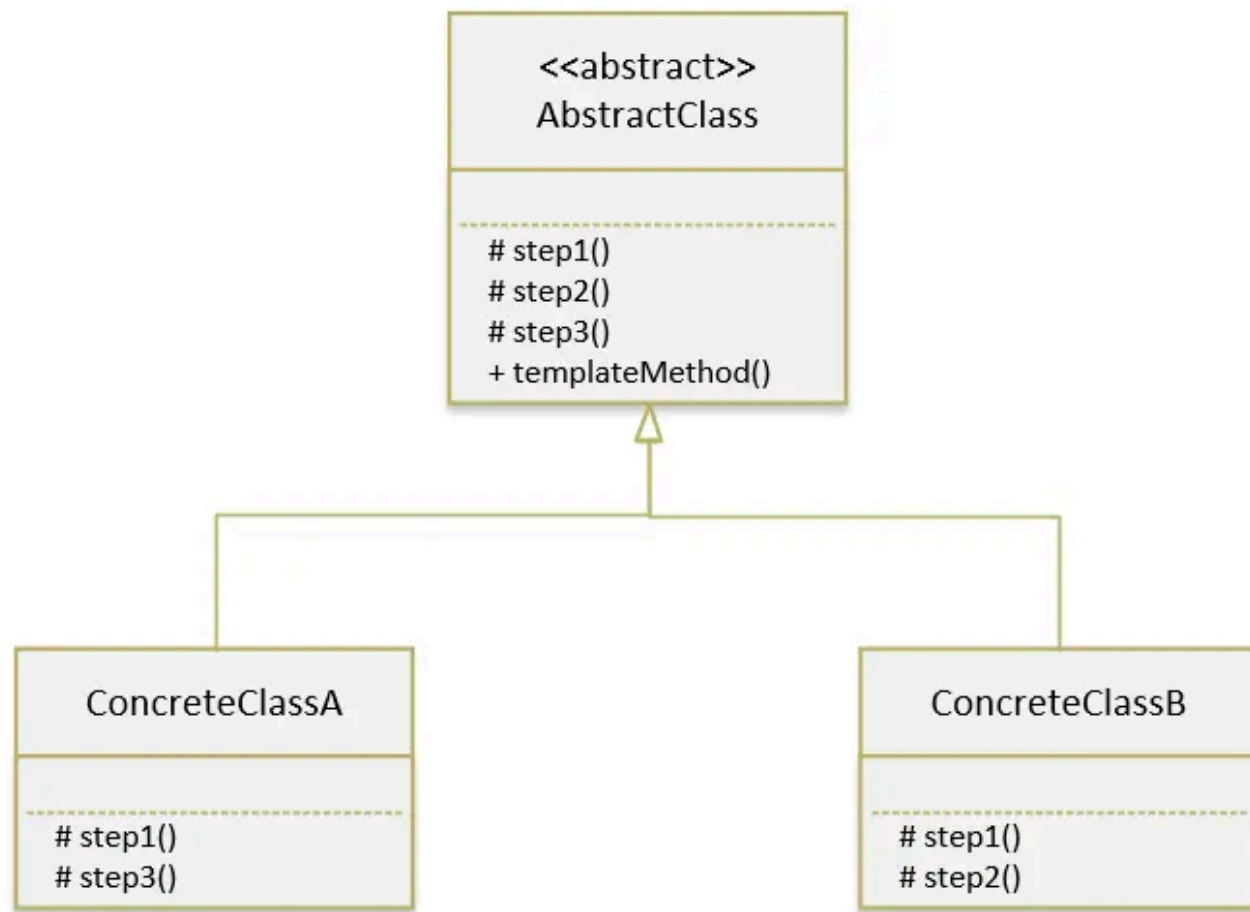 <<abstract>>
AbstractClass
# step1()
# step2()
# step3()
+ templateMethod()
ConcreteClassA
# step1()
# step3()
ConcreteClassB
# step1()
# step2()